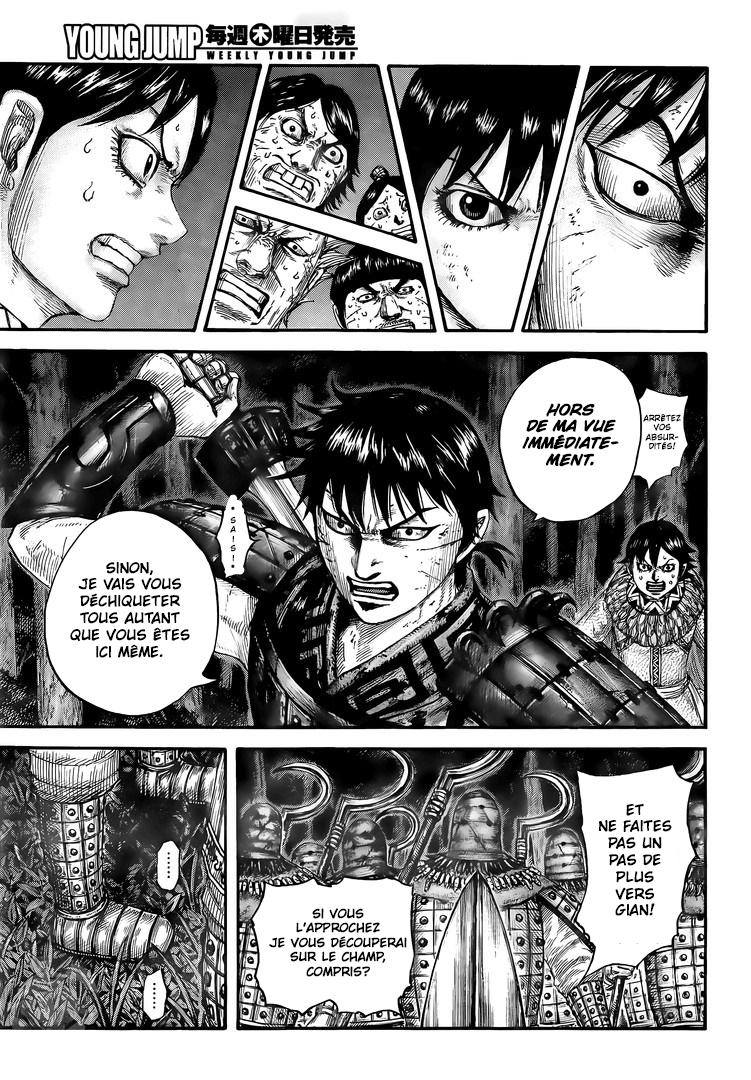 YOUNG JUMP 毎週木曜日発売
WEEKLY YOUNG JUMP
ARRÊTEZ
VOS
ABSUR-
DITÉS!
HORS
DE MA VUE
IMMÉDIATE-
MENT.
SAISI
SINON,
JE VAIS VOUS
DÉCHIQUETER
TOUS AUTANT
QUE VOUS ÊTES
ICI MÊME.
ET
NE FAITES
PAS UN
PAS DE
PLUS
VERS
GIAN!
SI VOUS
L'APPROCHEZ
JE VOUS DÉCOUPERAI
SUR LE CHAMP,
COMPRIS?
......
......